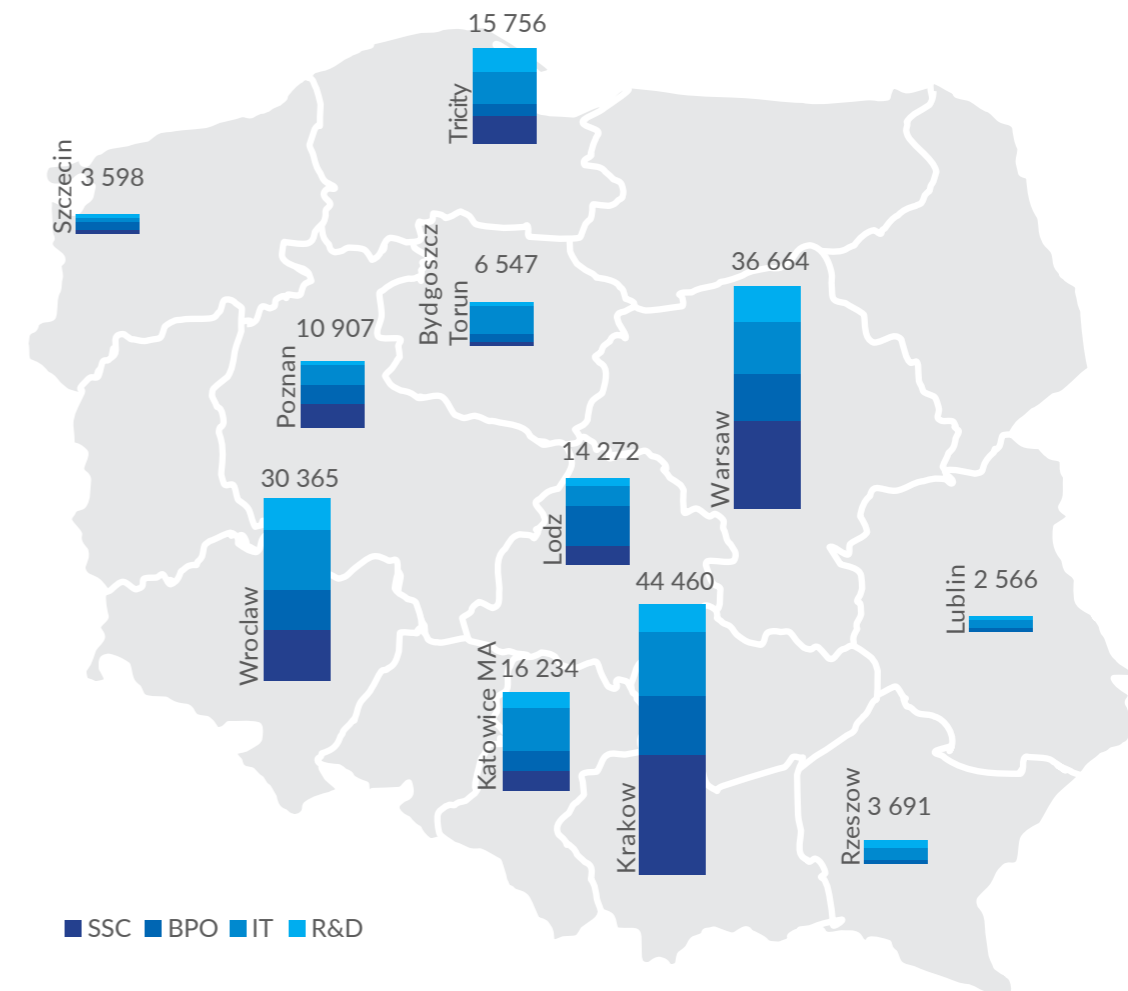 15 756
Tricity
Szczecin
3 598
Bydgoszcz
Torun
6 547
36 664
Warsaw
10 907
Poznan
14 272
Lodz
30 365
Wroclaw
44 460
Krakow
Lublin
2 566
Katowice MA
16 234
Rzeszow
3 691
SSC BPO IT R&D